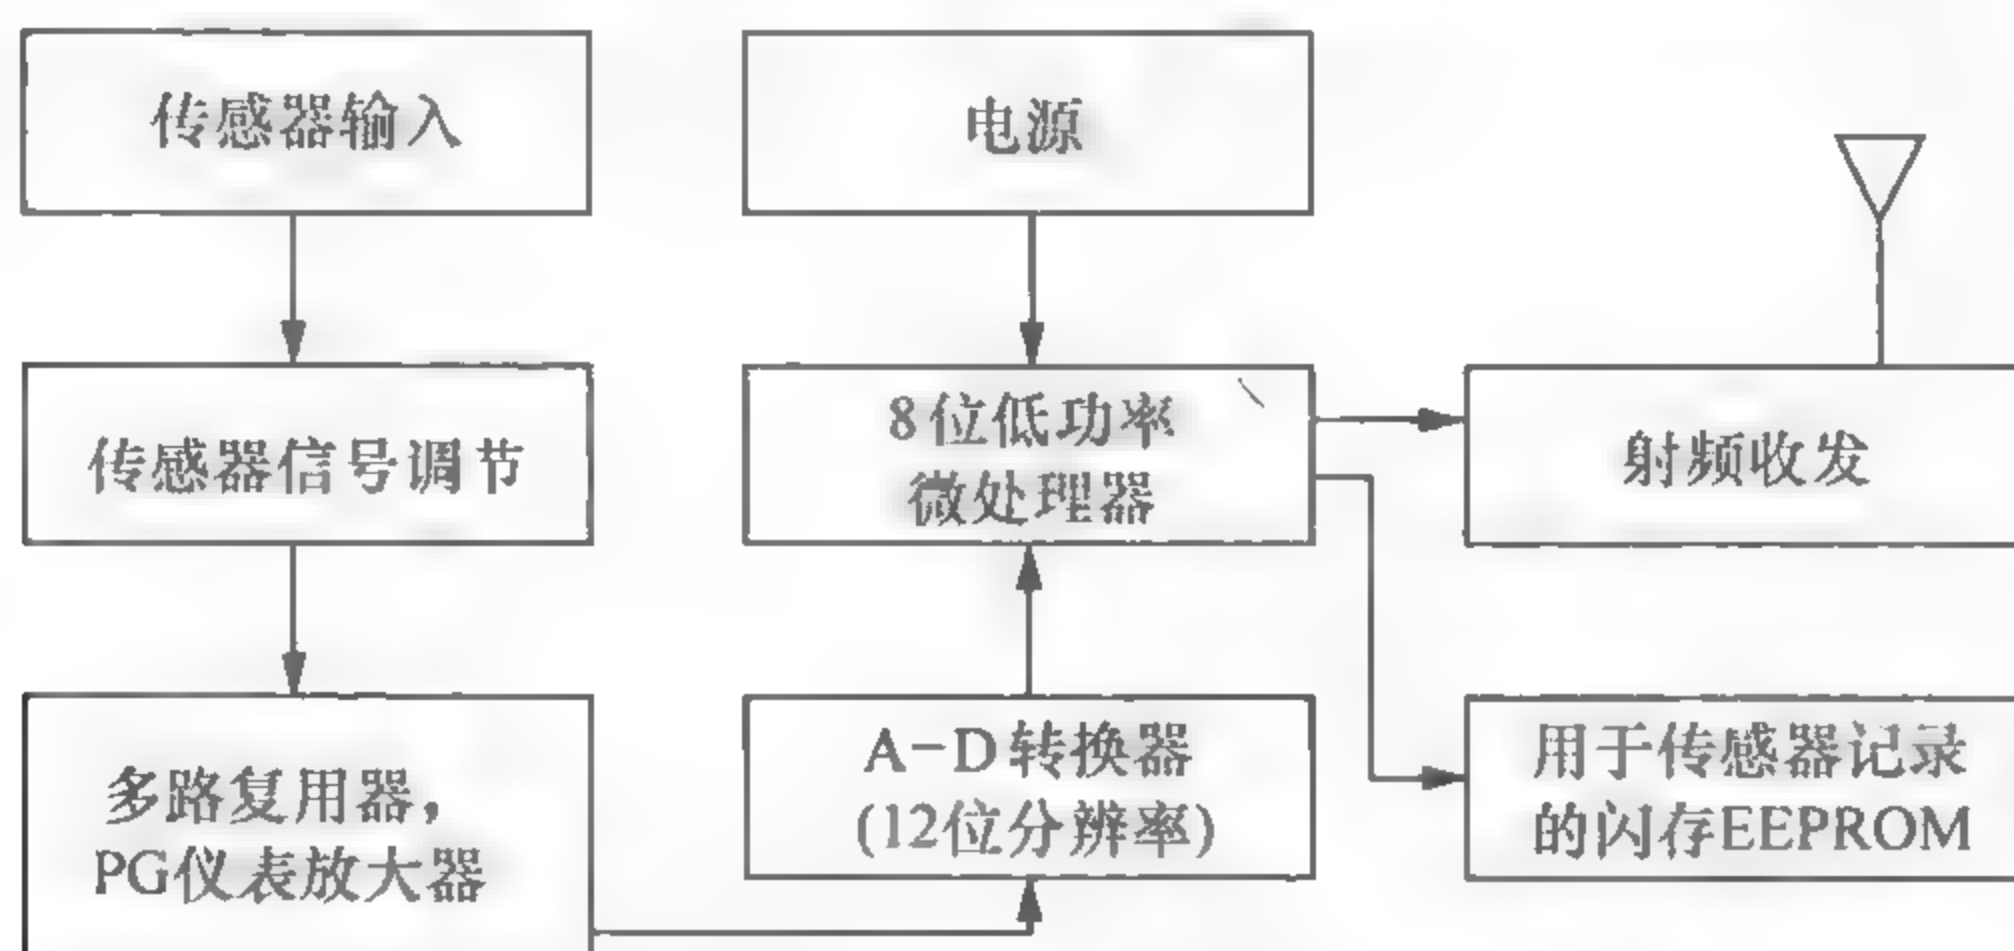 传感器输入
电源
传感器信号调节
8位低功率
微处理器
射频收发
多路复用器，
PG仪表放大器
A-D转换器
(12位分辨率)
用于传感器记录
的闪存EEPROM